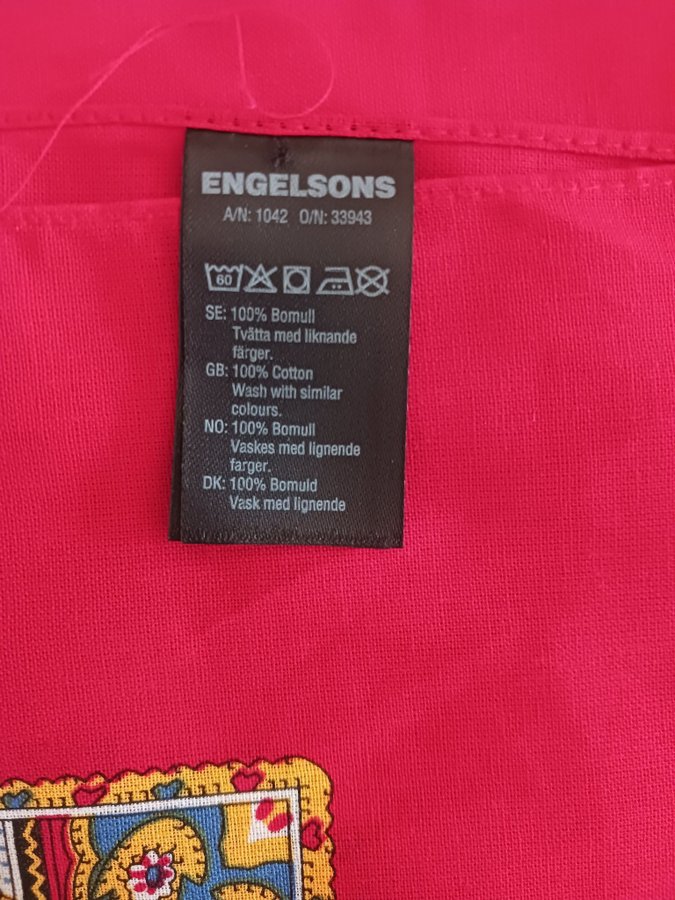 ENGELSONS
A/N: 1042 O/N: 33943
60
SE: 100% Bomull
Tvätta med liknande
färger.
GB: 100% Cotton
Wash with similar
colours.
NO: 100% Bomull
Vaskes med lignende
farger.
DK: 100% Bomuld
Vask med lignende